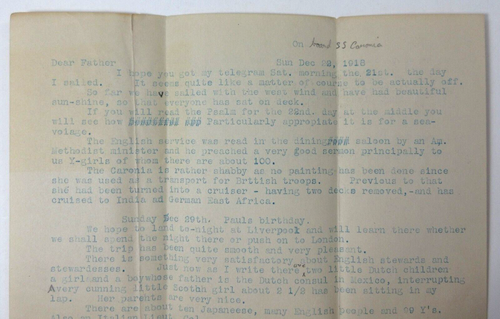 On board SS Caronia
Dear Father Sun Dec 22, 1918
I hope you got my telegram Sat. morning the 21st. the day
I sailed. It seems quite like a matter of course to be actually off.
So far we have sailed with the west wind and have had beautiful
sun-shine, so that everyone has sat on deck.
If you will read the Psalm for the 22nd. day at the middle you
will see how Particularly appropiate it is for a sea-
voiage.
The English service was read in the dining saloon by an Am.
Methodist minister and he preached a very good sermon principally to
us Y-girls of whom there are about 100.
The Caronia is rather shabby as no painting has been done since
she was used as a transport for British troops. Previous to that
she had been turned into a cruiser - having two decks removed,-and has
cruised to India and German East Africa.
Sunday Dec 29th. Pauls birthday.
We hope to land to-night at Liverpool and will learn there whether
we shall spend the night there or push on to London.
The trip has been quite smooth and very pleasant.
There is something very satisfactory about English stewards and
stewardesses. Just now as I write there are two little Dutch children
a girl and a boy whose Father is the Dutch consul in Mexico, interrupting
A very cunning little Scotch girl about 2 1/2 has been sitting in my
lap. Her parents are very nice.
There are about ten Japaneese, many English people and 69 Y's.